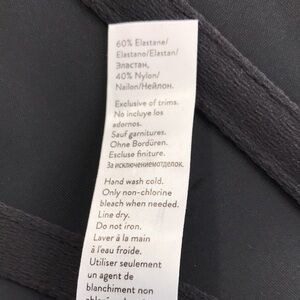 60% Elastane/
Elastano/Elastan/
Эластан,
40% Nylon/
Nailon/Нейлон.
Exclusive of trims.
No incluye los
adornos.
Sauf garnitures.
Ohne Bordüren.
Escluse finiture.
За исключениемотделок.
Hand wash cold.
Only non-chlorine
bleach when needed.
Line dry.
Do not iron.
Laver à la main
à l'eau froide.
Utiliser seulement
un agent de
blanchiment non